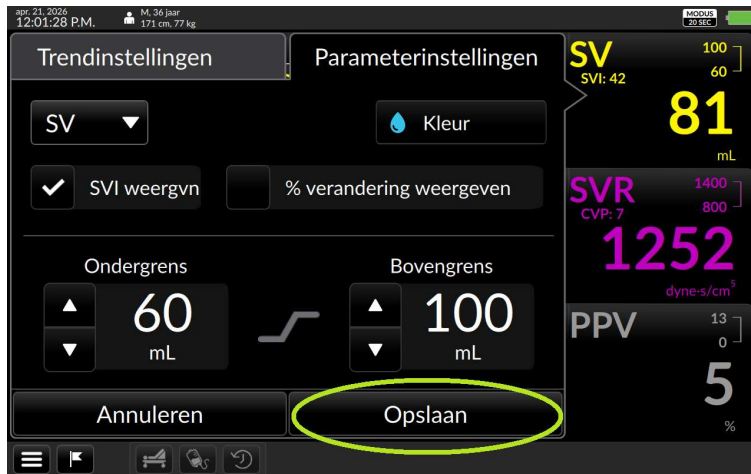 apr. 21, 2026
12:01:28 P.M.
M, 36 jaar
171 cm, 77 kg
MODUS
20 SEC
Trendinstellingen
Parameterinstellingen
SV
Kleur
SVI weergvn
% verandering weergeven
Ondergrens
60
mL
Bovengrens
100
mL
Annuleren
Opslaan
SV
SVI: 42
100
60
81
mL
SVR
CVP: 7
1400
800
1252
dyne·s/cm⁵
PPV
13
0
5
%